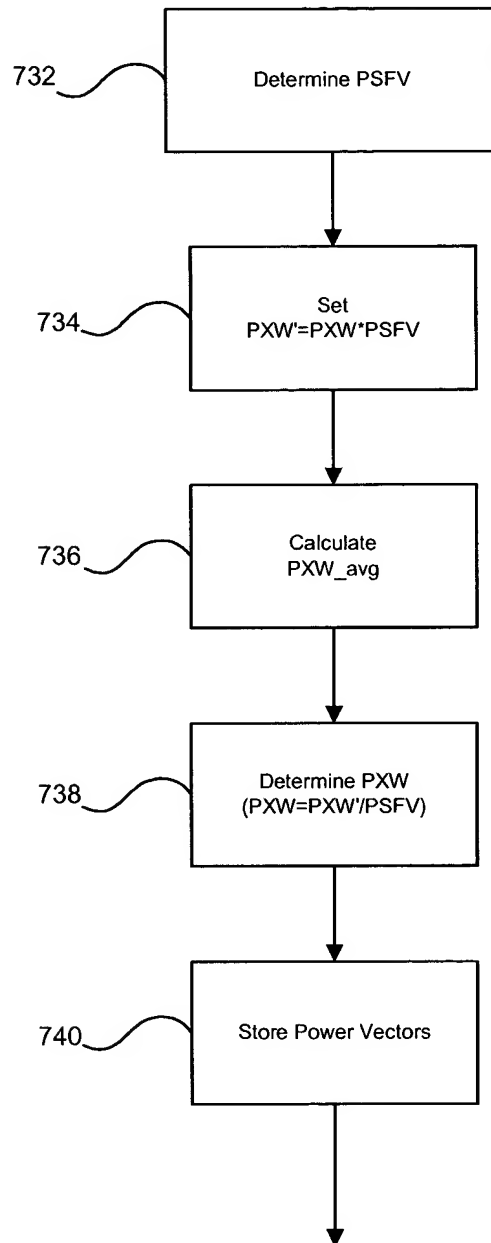 732
Determine PSFV
734
Set
PXW'=PXW*PSFV
736
Calculate
PXW_avg
738
Determine PXW
(PXW=PXW'/PSFV)
740
Store Power Vectors